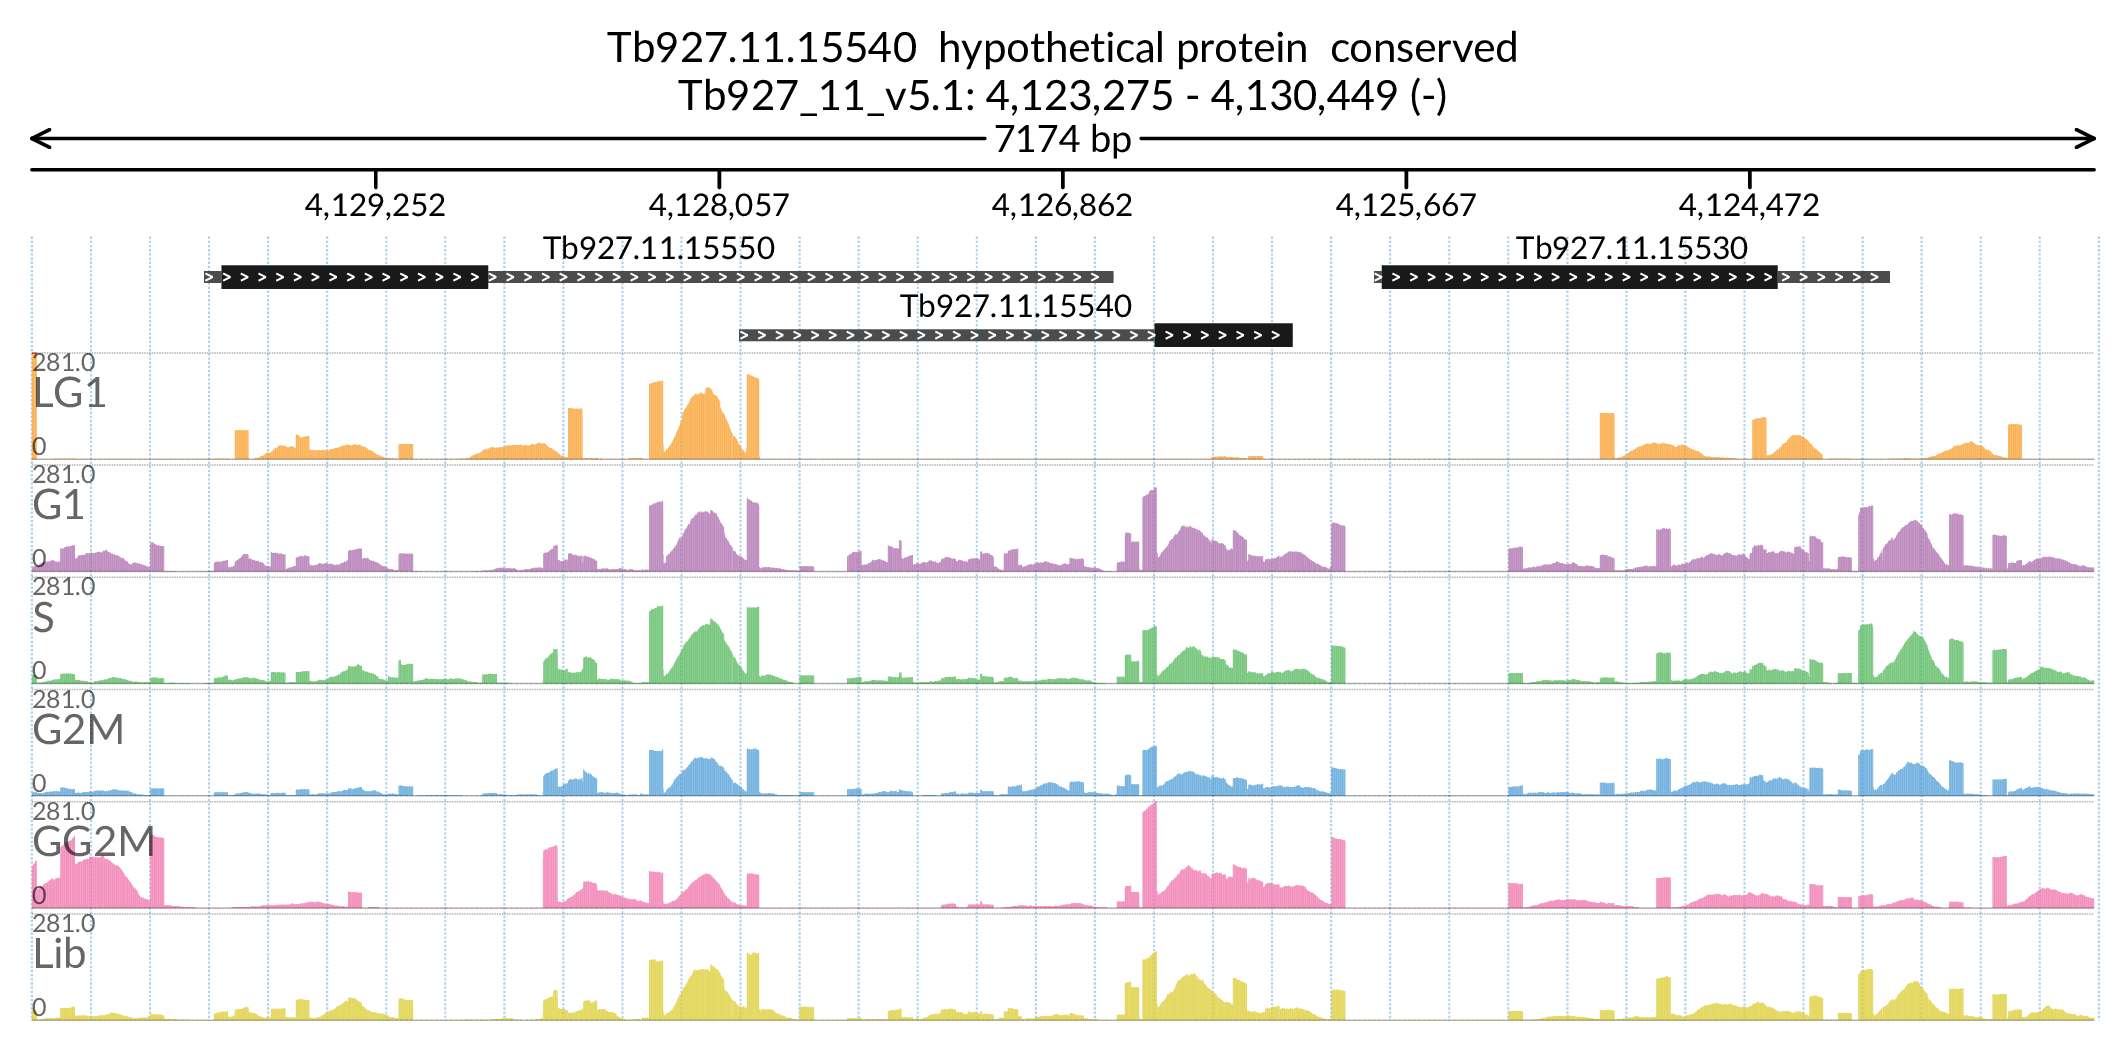 Tb927.11.15540 hypothetical protein conserved
Tb927_11_v5.1: 4,123,275 - 4,130,449 (-)
7174 bp
4,129,252 4,128,057 4,126,862 4,125,667 4,124,472
Tb927.11.15550 Tb927.11.15530
Tb927.11.15540
281.0
LG1
0
281.0
G1
0
281.0
S
0
281.0
G2M
0
281.0
GG2M
0
281.0
Lib
0